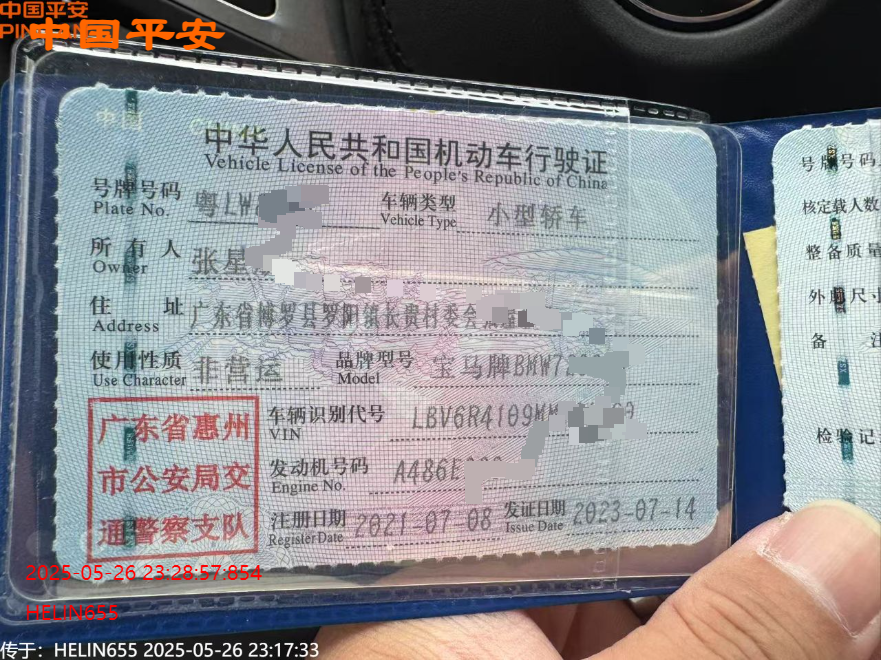 中国平安
中国平安
中华人民共和国机动车行驶证
Vehicle License of the People's Republic of China
号牌号码 粤LW 车辆类型 小型轿车
Plate No. Vehicle Type
所有人 张星
Owner
住址 广东省博罗县罗阳镇长贵村委会
Address
使用性质 非营运 品牌型号 宝马牌BMW72
Use Character Model
广东省惠州
市公安局交
通警察支队
车辆识别代号 LBV6R4109
VIN
发动机号码 A486E
Engine No.
注册日期 2021-07-08 发证日期 2023-07-14
Register Date Issue Date
号牌号码
核定载人数
整备质量
外廓尺寸
备 注
检验记
2025-05-26 23:28:57:854
HELIN655
传于: HELIN655 2025-05-26 23:17:33